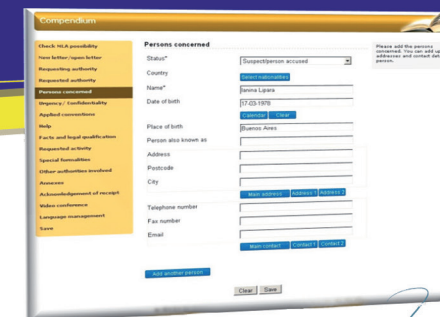 Compendium
Check MLA possibility
New letter/open letter
Requesting authority
Requested authority
Persons concerned
Urgency/ Confidentiality
Applied conventions
Help
Facts and legal qualification
Requested activity
Special formalities
Other authorities involved
Annexes
Acknowledgement of receipt
Video conference
Language management
Save
Persons concerned
Status* Suspect/person accused
Country Select nationalities
Name* Ianina Lipara
Date of birth 17-03-1978
Calendar Clear
Place of birth Buenos Aires
Person also known as
Address
Postcode
City
Main address Address 1 Address 2
Telephone number
Fax number
Email
Main contact Contact 1 Contact 2
Add another person
Clear Save
Please add the persons
concerned. You can add up
addresses and contact data
person.